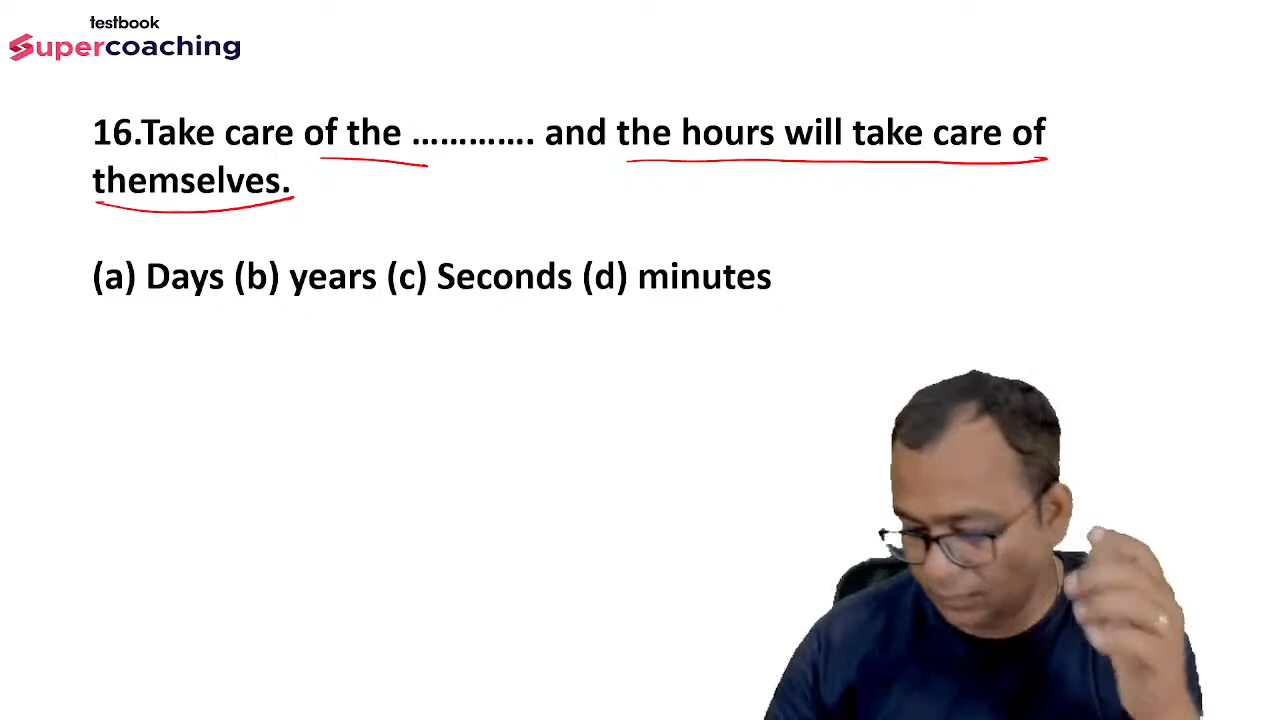 testbook
Supercoaching
16.Take care of the …………. and the hours will take care of
themselves.
(a) Days (b) years (c) Seconds (d) minutes